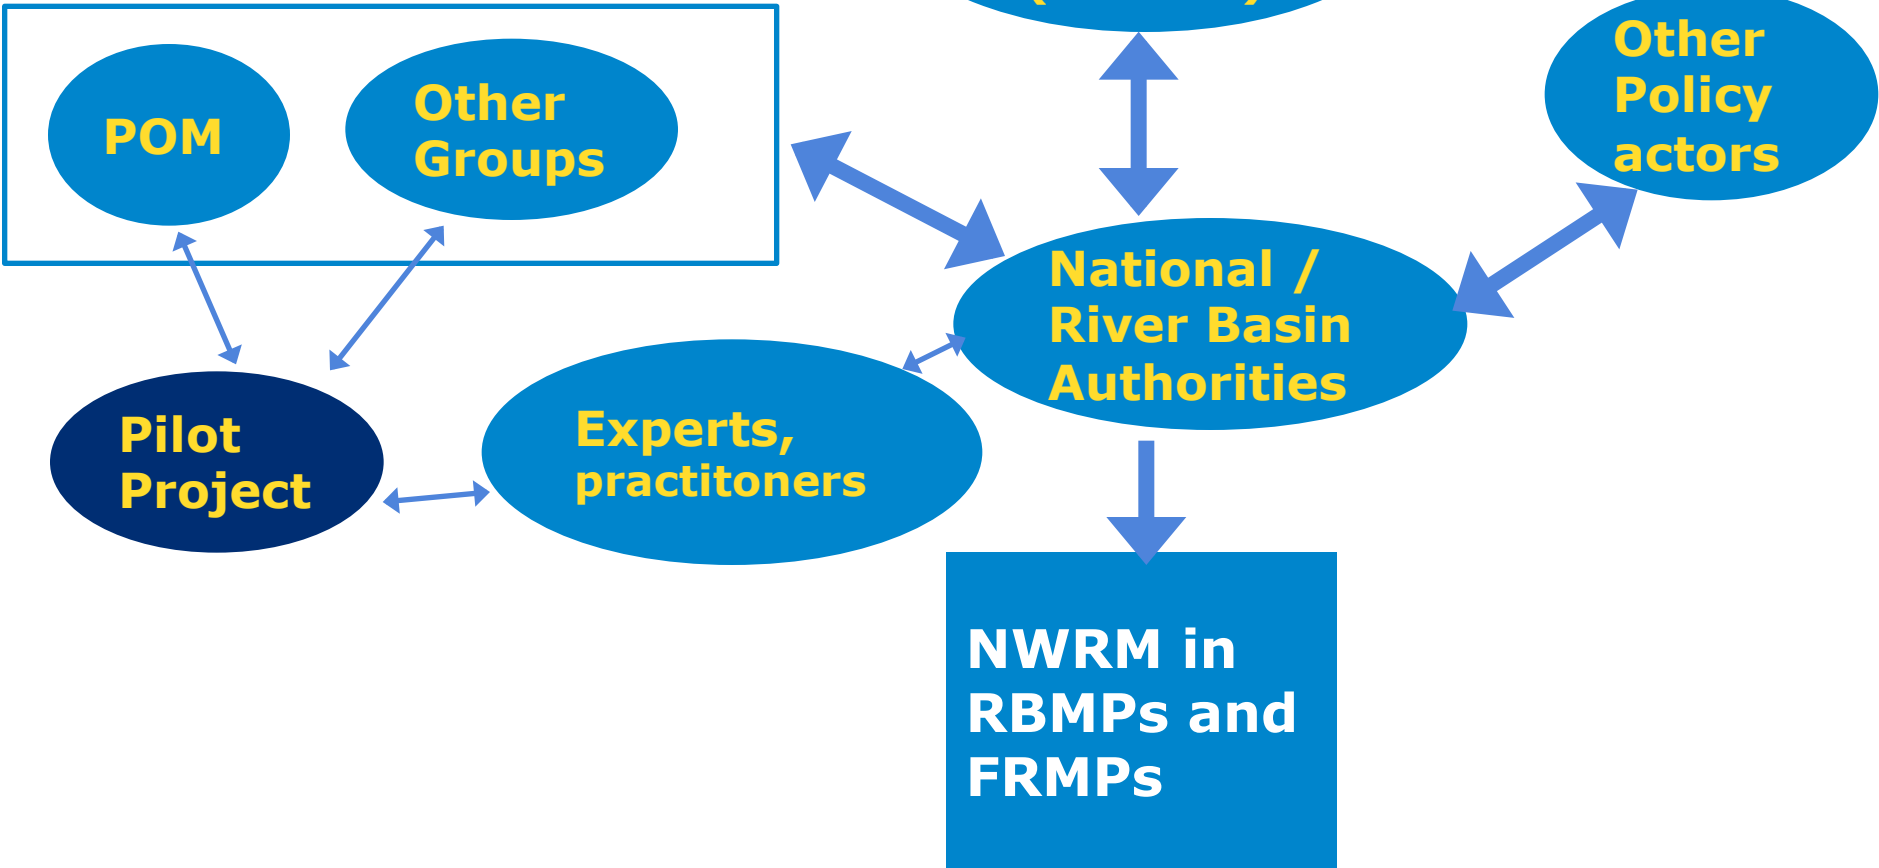 POM
Other
Groups
Other
Policy
actors
National /
River Basin
Authorities
Pilot
Project
Experts,
practitoners
NWRM in
RBMPs and
FRMPs